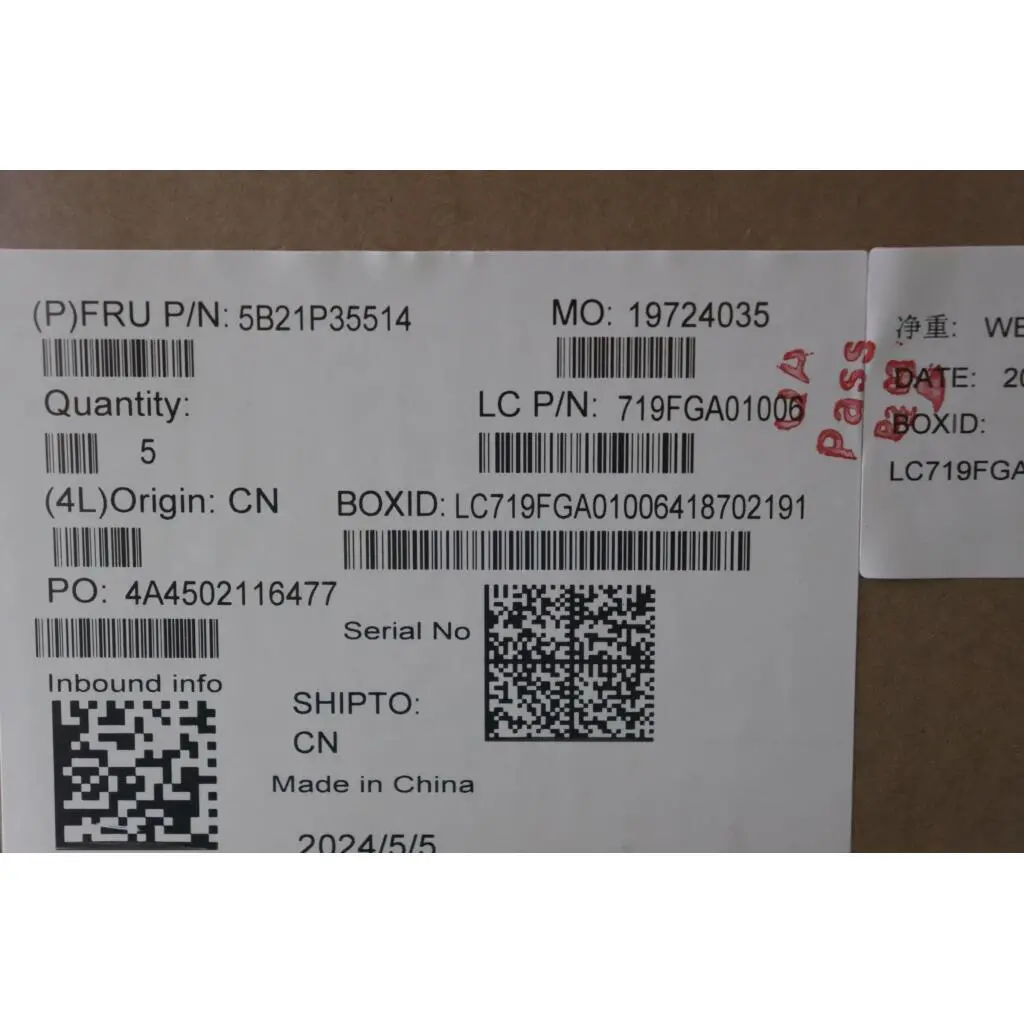 (P)FRU P/N: 5B21P35514
MO: 19724035
Quantity:
5
LC P/N: 719FGA01006
(4L)Origin: CN
BOXID: LC719FGA01006418702191
PO: 4A4502116477
Serial No
Inbound info
SHIPTO:
CN
Made in China
2024/5/5
QA
Pass
净重: WE
DATE: 20
BOXID:
LC719FGA